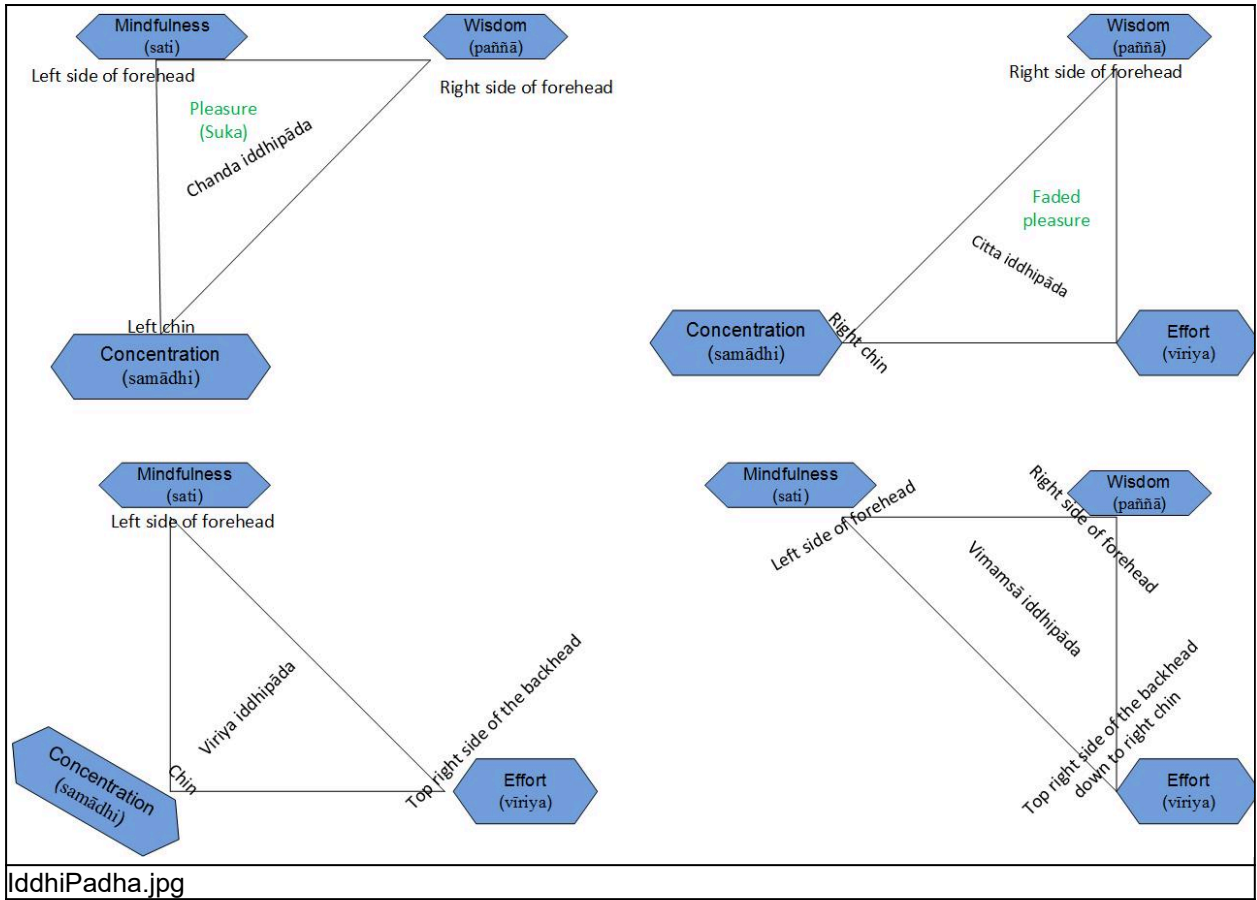 Mindfulness
(sati)
Left side of forehead
Wisdom
(paññā)
Right side of forehead
Pleasure
(Suka)
Chanda iddhipāda
Left chin
Concentration
(samādhi)
Wisdom
(paññā)
Right side of forehead
Faded
pleasure
Citta iddhipāda
Concentration
(samādhi)
Right chin
Effort
(vīriya)
Mindfulness
(sati)
Left side of forehead
Viriya iddhipāda
Concentration
(samādhi)
Chin
Top right side of the backhead
Effort
(vīriya)
Mindfulness
(sati)
Left side of forehead
Wisdom
(paññā)
Right side of forehead
Vimamsā iddhipāda
Top right side of the backhead
down to right chin
Effort
(vīriya)
IddhiPadha.jpg